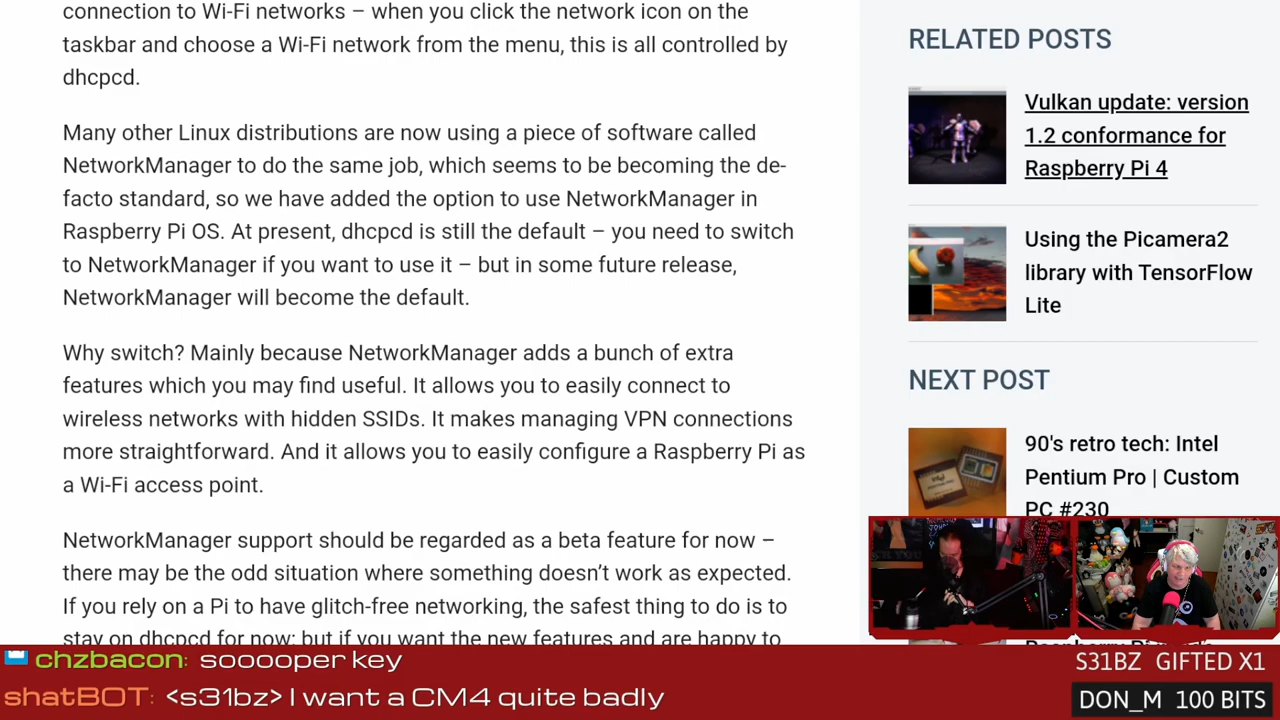 connection to Wi-Fi networks – when you click the network icon on the
taskbar and choose a Wi-Fi network from the menu, this is all controlled by
dhcpcd.
Many other Linux distributions are now using a piece of software called
NetworkManager to do the same job, which seems to be becoming the de-
facto standard, so we have added the option to use NetworkManager in
Raspberry Pi OS. At present, dhcpcd is still the default – you need to switch
to NetworkManager if you want to use it – but in some future release,
NetworkManager will become the default.
Why switch? Mainly because NetworkManager adds a bunch of extra
features which you may find useful. It allows you to easily connect to
wireless networks with hidden SSIDs. It makes managing VPN connections
more straightforward. And it allows you to easily configure a Raspberry Pi as
a Wi-Fi access point.
NetworkManager support should be regarded as a beta feature for now –
there may be the odd situation where something doesn't work as expected.
If you rely on a Pi to have glitch-free networking, the safest thing to do is to
stay on dhcpcd for now; but if you want the new features and are happy to
RELATED POSTS
Vulkan update: version
1.2 conformance for
Raspberry Pi 4
Using the Picamera2
library with TensorFlow
Lite
NEXT POST
90's retro tech: Intel
Pentium Pro | Custom
PC #230
chzbacon: sooooper key
shatBOT: <s31bz> I want a CM4 quite badly
S31BZ GIFTED X1
DON_M 100 BITS